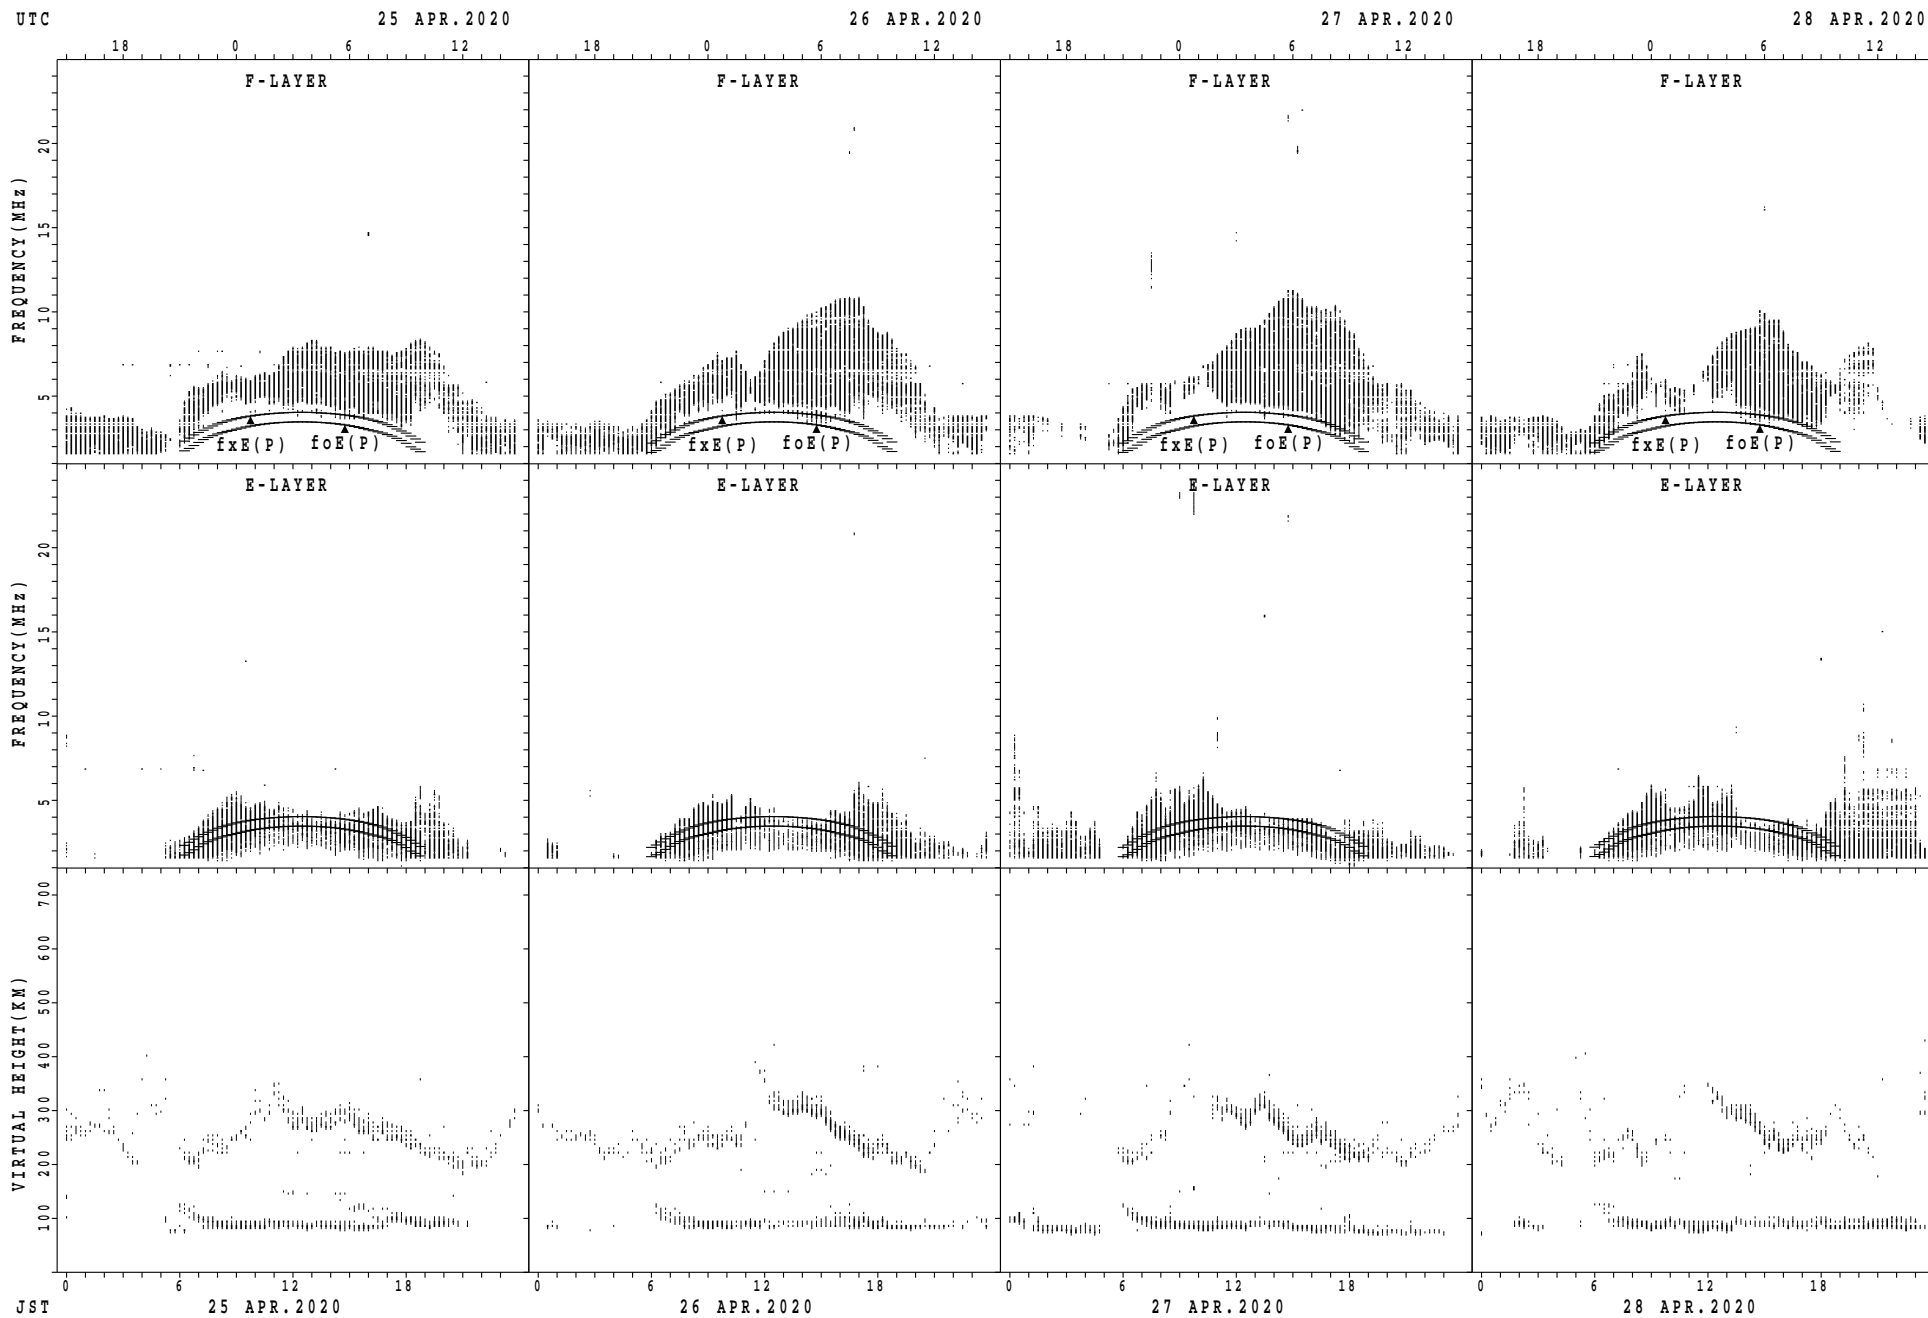 UTC 25 APR.2020 26 APR.2020 27 APR.2020 28 APR.2020
18 0 6 12 18 0 6 12 18 0 6 12 18 0 6 12
F-LAYER F-LAYER F-LAYER F-LAYER
FREQUENCY(MHz)
20
15
10
5
fxE(P) foE(P) fxE(P) foE(P) fxE(P) foE(P) fxE(P) foE(P)
E-LAYER E-LAYER E-LAYER E-LAYER
FREQUENCY(MHz)
20
15
10
5
VIRTUAL HEIGHT(KM)
700
600
500
400
300
200
100
0 6 12 18 0 6 12 18 0 6 12 18 0 6 12 18
JST 25 APR.2020 26 APR.2020 27 APR.2020 28 APR.2020